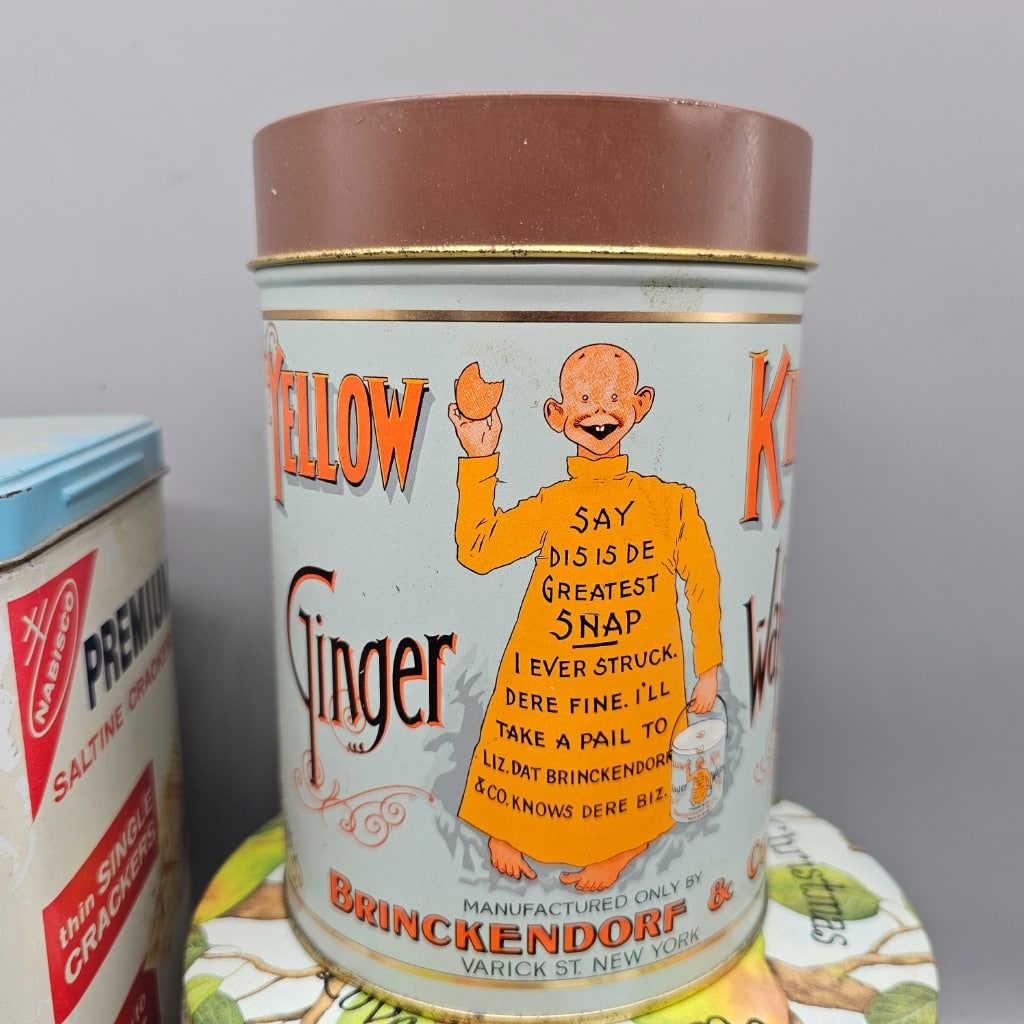 YELLOW
Ginger
SAY
DIS IS DE
GREATEST
SNAP
I EVER STRUCK.
DERE FINE. I'LL
TAKE A PAIL TO
LIZ. DAT BRINCKENDORF
& CO. KNOWS DERE BIZ.
MANUFACTURED ONLY BY
BRINCKENDORF &
VARICK ST. NEW YORK
NABISCO
PREMIUM
SALTINE CRACKERS
thin SINGLE
CRACKERS
Christmas